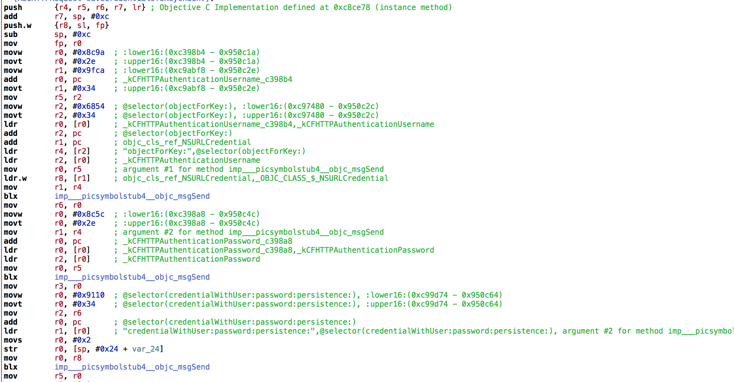 push {r4, r5, r6, r7, lr} ; Objective C Implementation defined at 0xc8ce78 (instance method)
add r7, sp, #0xc
push.w {r8, sl, fp}
sub sp, #0xc
mov fp, r0
movw r0, #0x8c9a ; :lower16:(0xc398b4 - 0x950c1a)
movt r0, #0x2e ; :upper16:(0xc398b4 - 0x950c1a)
movw r1, #0x9fca ; :lower16:(0xc9abf8 - 0x950c2e)
add r0, pc ; _kCFHTTPAuthenticationUsername_c398b4
movt r1, #0x34 ; :upper16:(0xc9abf8 - 0x950c2e)
mov r5, r2
movw r2, #0x6854 ; @selector(objectForKey:), :lower16:(0xc97480 - 0x950c2c)
movt r2, #0x34 ; @selector(objectForKey:), :upper16:(0xc97480 - 0x950c2c)
ldr r0, [r0] ; _kCFHTTPAuthenticationUsername_c398b4,_kCFHTTPAuthenticationUsername
add r2, pc ; @selector(objectForKey:)
add r1, pc ; objc_cls_ref_NSURLCredential
ldr r4, [r2] ; "objectForKey:",@selector(objectForKey:)
ldr r2, [r0] ; _kCFHTTPAuthenticationUsername
mov r0, r5 ; argument #1 for method imp___picsymbolstub4__objc_msgSend
ldr.w r8, [r1] ; objc_cls_ref_NSURLCredential,_OBJC_CLASS_$_NSURLCredential
mov r1, r4
blx imp___picsymbolstub4__objc_msgSend
mov r6, r0
movw r0, #0x8c5c ; :lower16:(0xc398a8 - 0x950c4c)
movt r0, #0x2e ; :upper16:(0xc398a8 - 0x950c4c)
mov r1, r4 ; argument #2 for method imp___picsymbolstub4__objc_msgSend
add r0, pc ; _kCFHTTPAuthenticationPassword_c398a8
ldr r0, [r0] ; _kCFHTTPAuthenticationPassword_c398a8,_kCFHTTPAuthenticationPassword
ldr r2, [r0] ; _kCFHTTPAuthenticationPassword
mov r0, r5
blx imp___picsymbolstub4__objc_msgSend
mov r3, r0
movw r0, #0x9110 ; @selector(credentialWithUser:password:persistence:), :lower16:(0xc99d74 - 0x950c64)
movt r0, #0x34 ; @selector(credentialWithUser:password:persistence:), :upper16:(0xc99d74 - 0x950c64)
mov r2, r6
add r0, pc ; @selector(credentialWithUser:password:persistence:)
ldr r1, [r0] ; "credentialWithUser:password:persistence:",@selector(credentialWithUser:password:persistence:), argument #2 for method imp___picsymbol
movs r0, #0x2
str r0, [sp, #0x24 + var_24]
mov r0, r8
blx imp___picsymbolstub4__objc_msgSend
mov r5, r0